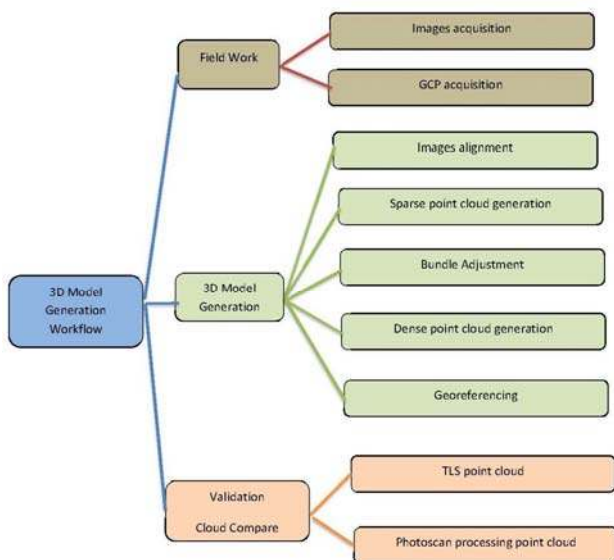 Images acquisition
Field Work
GCP acquisition
Images alignment
Sparse point cloud generation
Bundle Adjustment
3D Model
Generation
Workflow
3D Model
Generation
Dense point cloud generation
Georeferencing
TLS point cloud
Validation
Cloud Compare
Photoscan processing point cloud